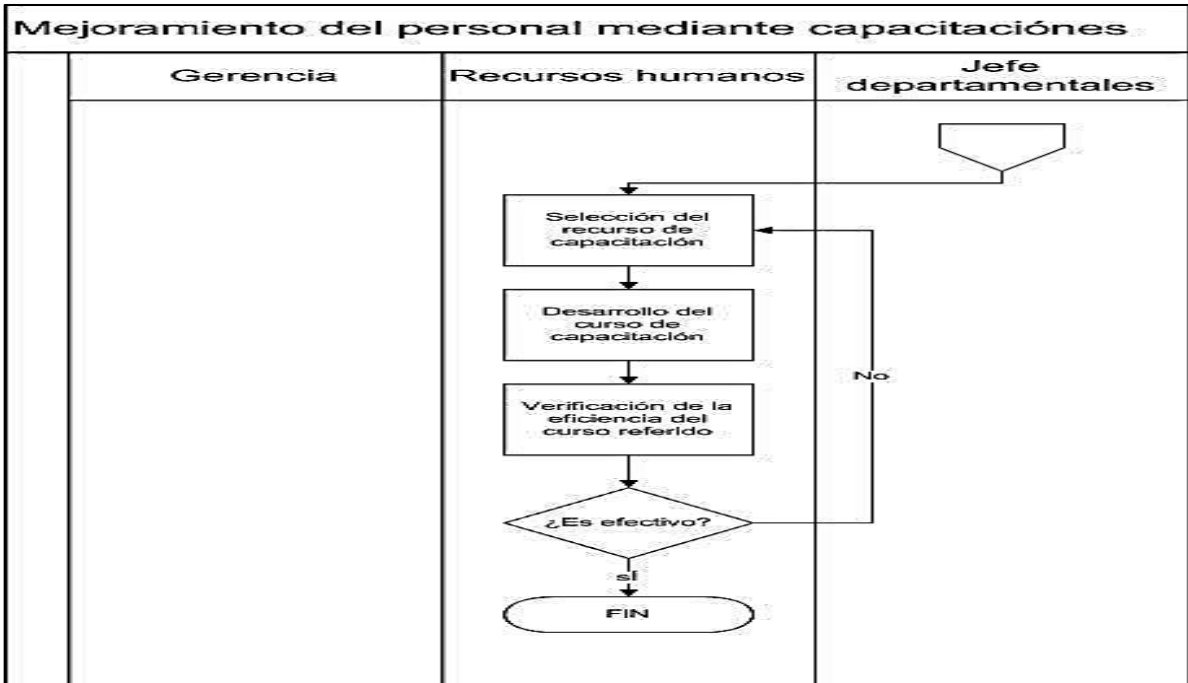 Mejoramiento del personal mediante capacitaciónes
Gerencia
Recursos humanos
Jefe
departamentales
Selección del
recurso de
capacitación
Desarrollo del
curso de
capacitación
No
Verificación de la
eficiencia del
curso referido
¿Es efectivo?
sí
FIN